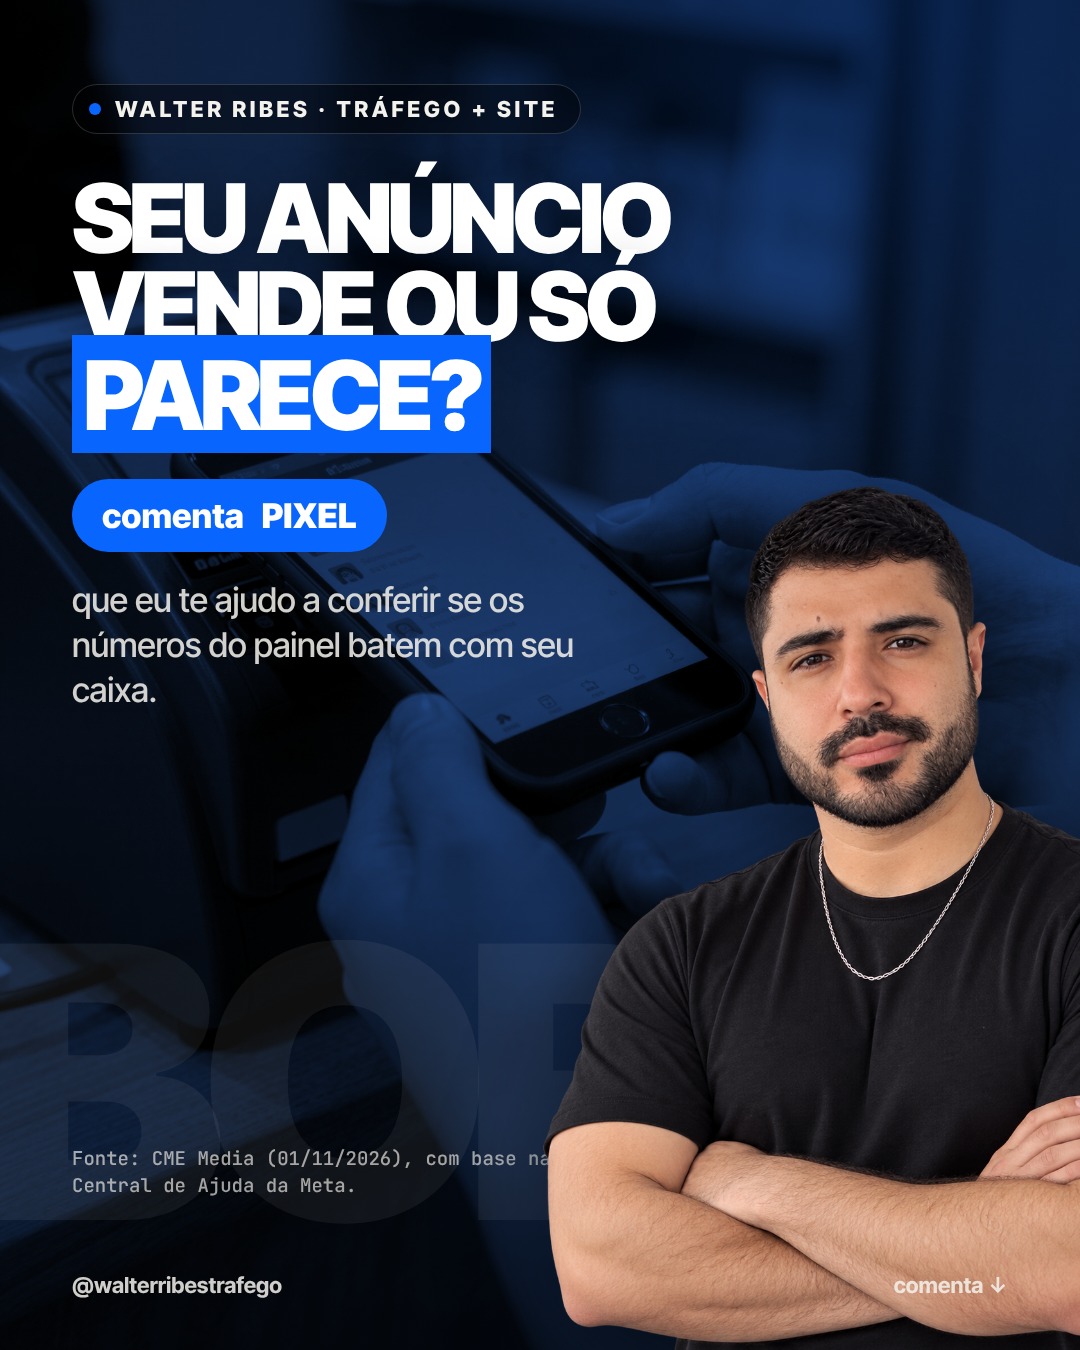 WALTER RIBES · TRÁFEGO + SITE
SEU ANÚNCIO
VENDE OU SÓ
PARECE?
comenta PIXEL
que eu te ajudo a conferir se os
números do painel batem com seu
caixa.
BO
Fonte: CME Media (01/11/2026), com base na
Central de Ajuda da Meta.
@walterribestrafego
comenta ↓